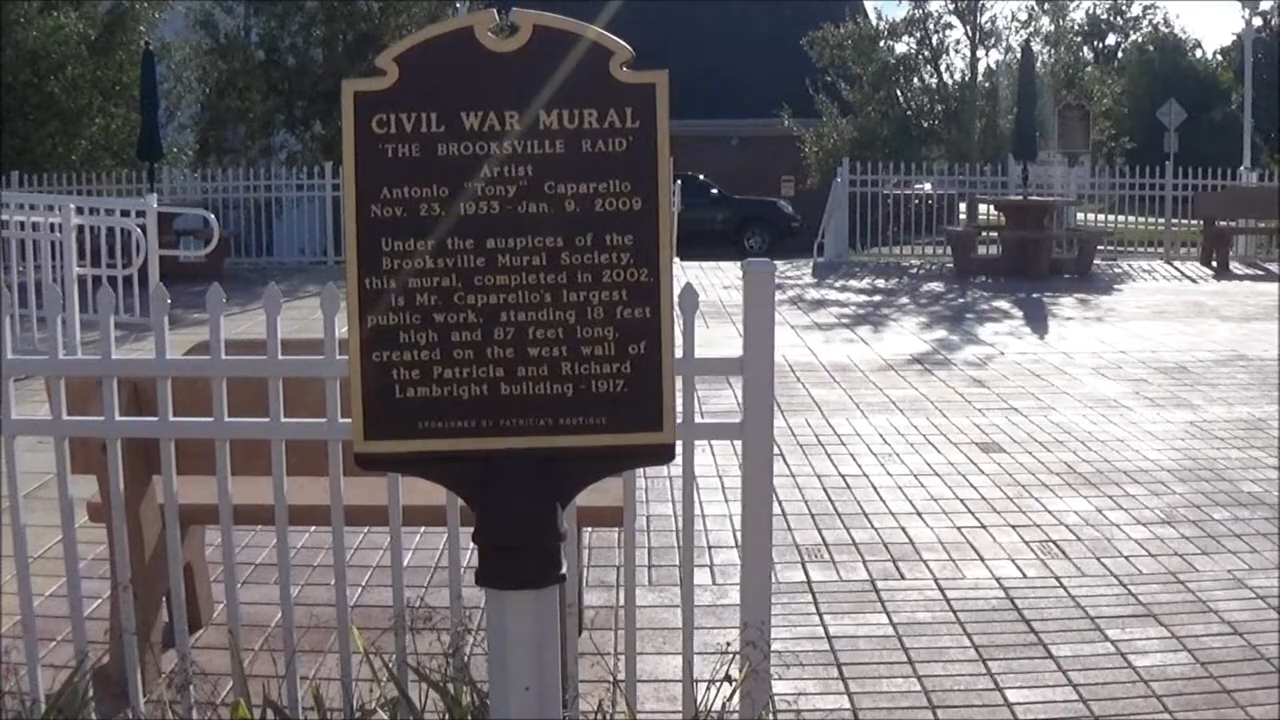 CIVIL WAR MURAL
'THE BROOKSVILLE RAID'
Artist
Antonio "Tony" Caparello
Nov. 23, 1953 - Jan. 9, 2009
Under the auspices of the
Brooksville Mural Society,
this mural, completed in 2002,
is Mr. Caparello's largest
public work, standing 18 feet
high and 87 feet long,
created on the west wall of
the Patricia and Richard
Lambright building - 1917.
SPONSORED BY PATRICIA'S BOUTIQUE